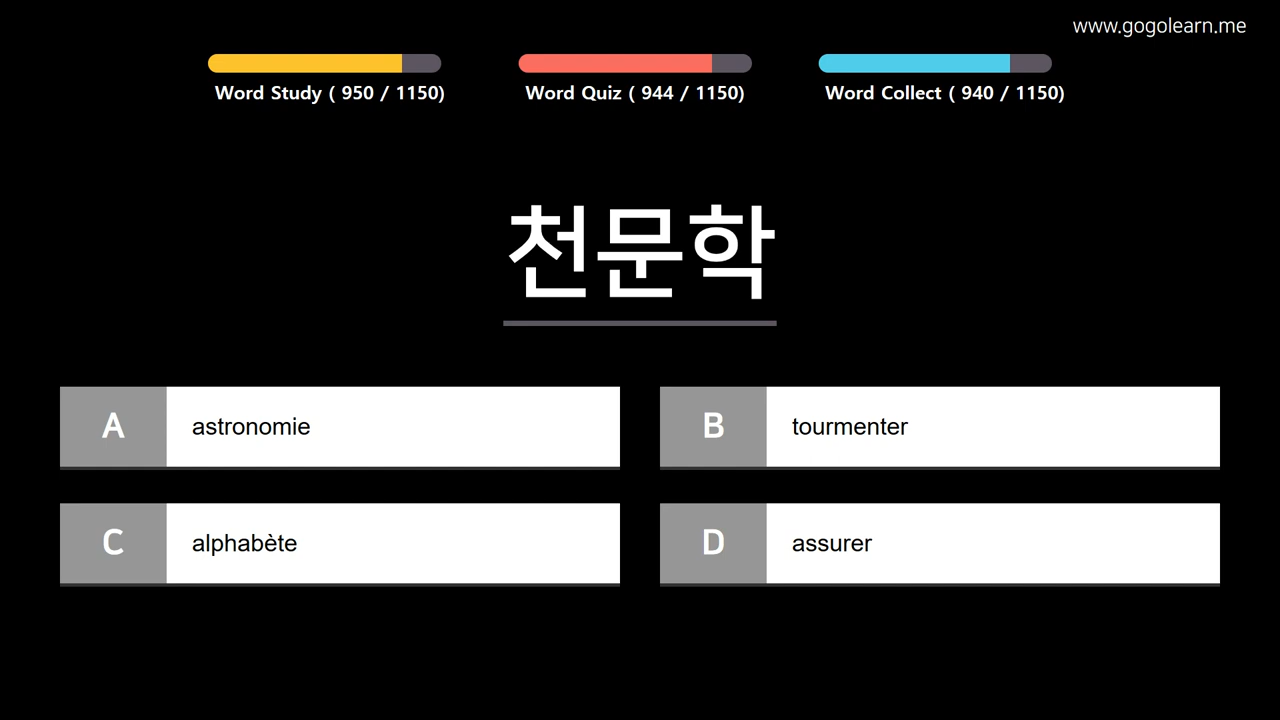 www.gogolearn.me
Word Study ( 950 / 1150)
Word Quiz ( 944 / 1150)
Word Collect ( 940 / 1150)
천문학
A astronomie
B tourmenter
C alphabète
D assurer